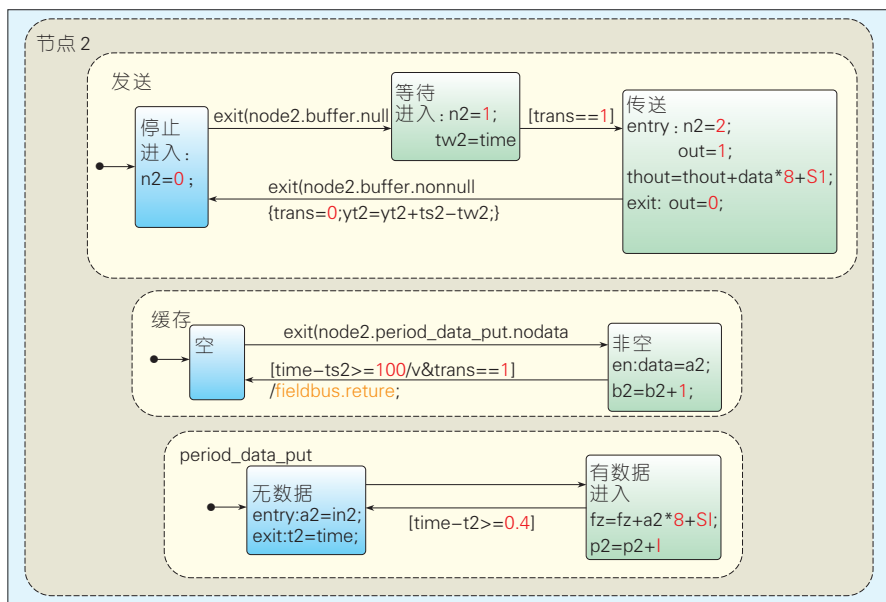 节点2
发送
停止
进入：
n2=0;
exit(node2.buffer.null
等待
进入：n2=1;
tw2=time
[trans==1]
传送
entry：n2=2;
out=1;
thout=thout+data*8+S1;
exit: out=0;
exit(node2.buffer.nonnull
{trans=0;yt2=yt2+ts2-tw2;}
缓存
空
exit(node2.period_data_put.nodata
[time-ts2>=100/v&trans==1]
/fieldbus.reture;
非空
en:data=a2;
b2=b2+1;
period_data_put
无数据
entry:a2=in2;
exit:t2=time;
[time-t2>=0.4]
有数据
进入
fz=fz+a2*8+SI;
p2=p2+I